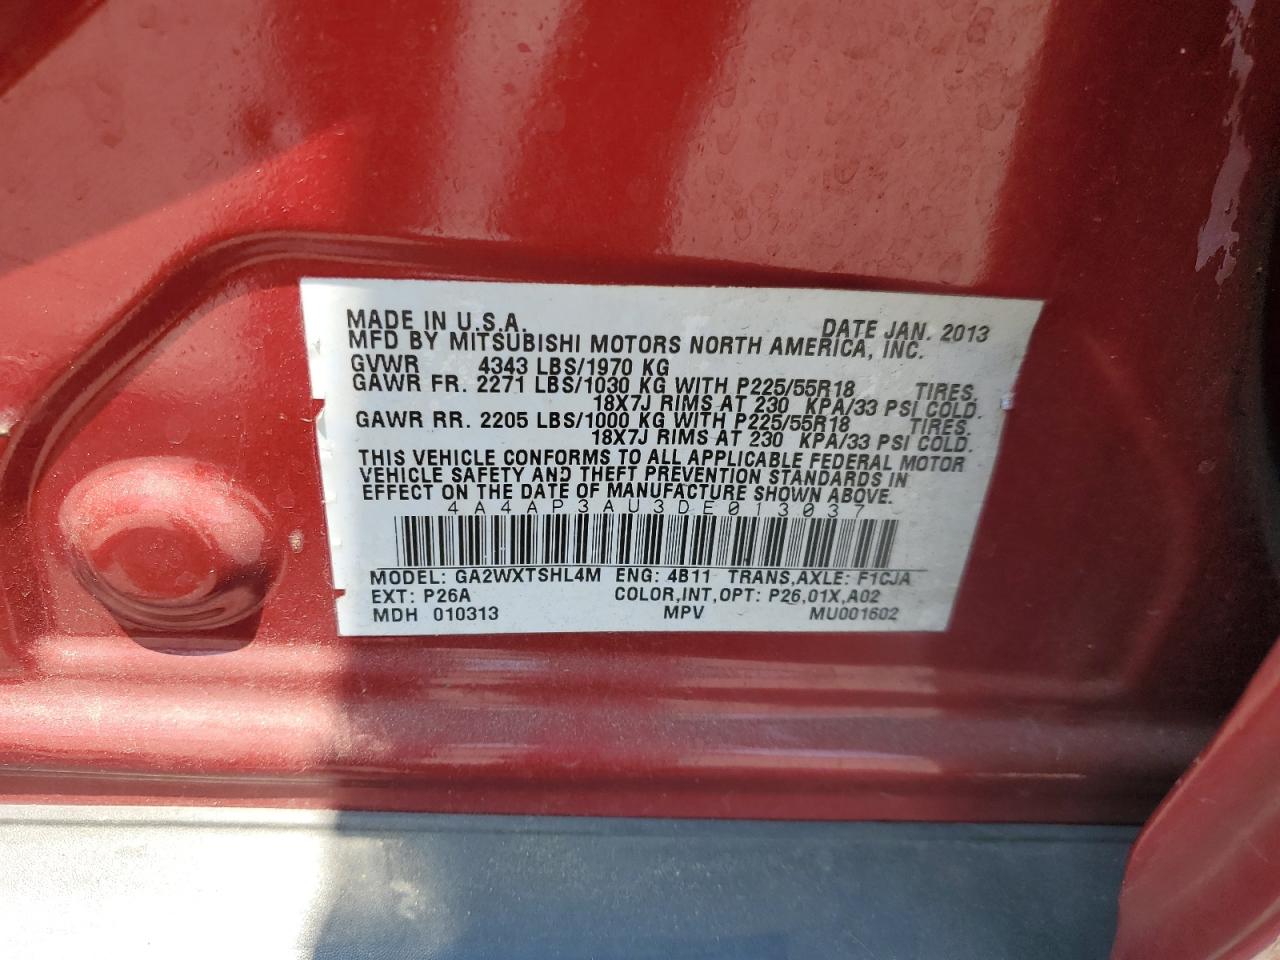 MADE IN U.S.A. DATE JAN. 2013
MFD BY MITSUBISHI MOTORS NORTH AMERICA, INC.
GVWR 4343 LBS/1970 KG
GAWR FR. 2271 LBS/1030 KG WITH P225/55R18 TIRES.
18X7J RIMS AT 230 KPA/33 PSI COLD.
GAWR RR. 2205 LBS/1000 KG WITH P225/55R18 TIRES.
18X7J RIMS AT 230 KPA/33 PSI COLD.
THIS VEHICLE CONFORMS TO ALL APPLICABLE FEDERAL MOTOR
VEHICLE SAFETY AND THEFT PREVENTION STANDARDS IN
EFFECT ON THE DATE OF MANUFACTURE SHOWN ABOVE.
4A4AP3AU3DE013037
MODEL: GA2WXTSHL4M ENG: 4B11 TRANS,AXLE: F1CJA
EXT: P26A COLOR,INT,OPT: P26,01X,A02
MDH 010313 MPV MU001602